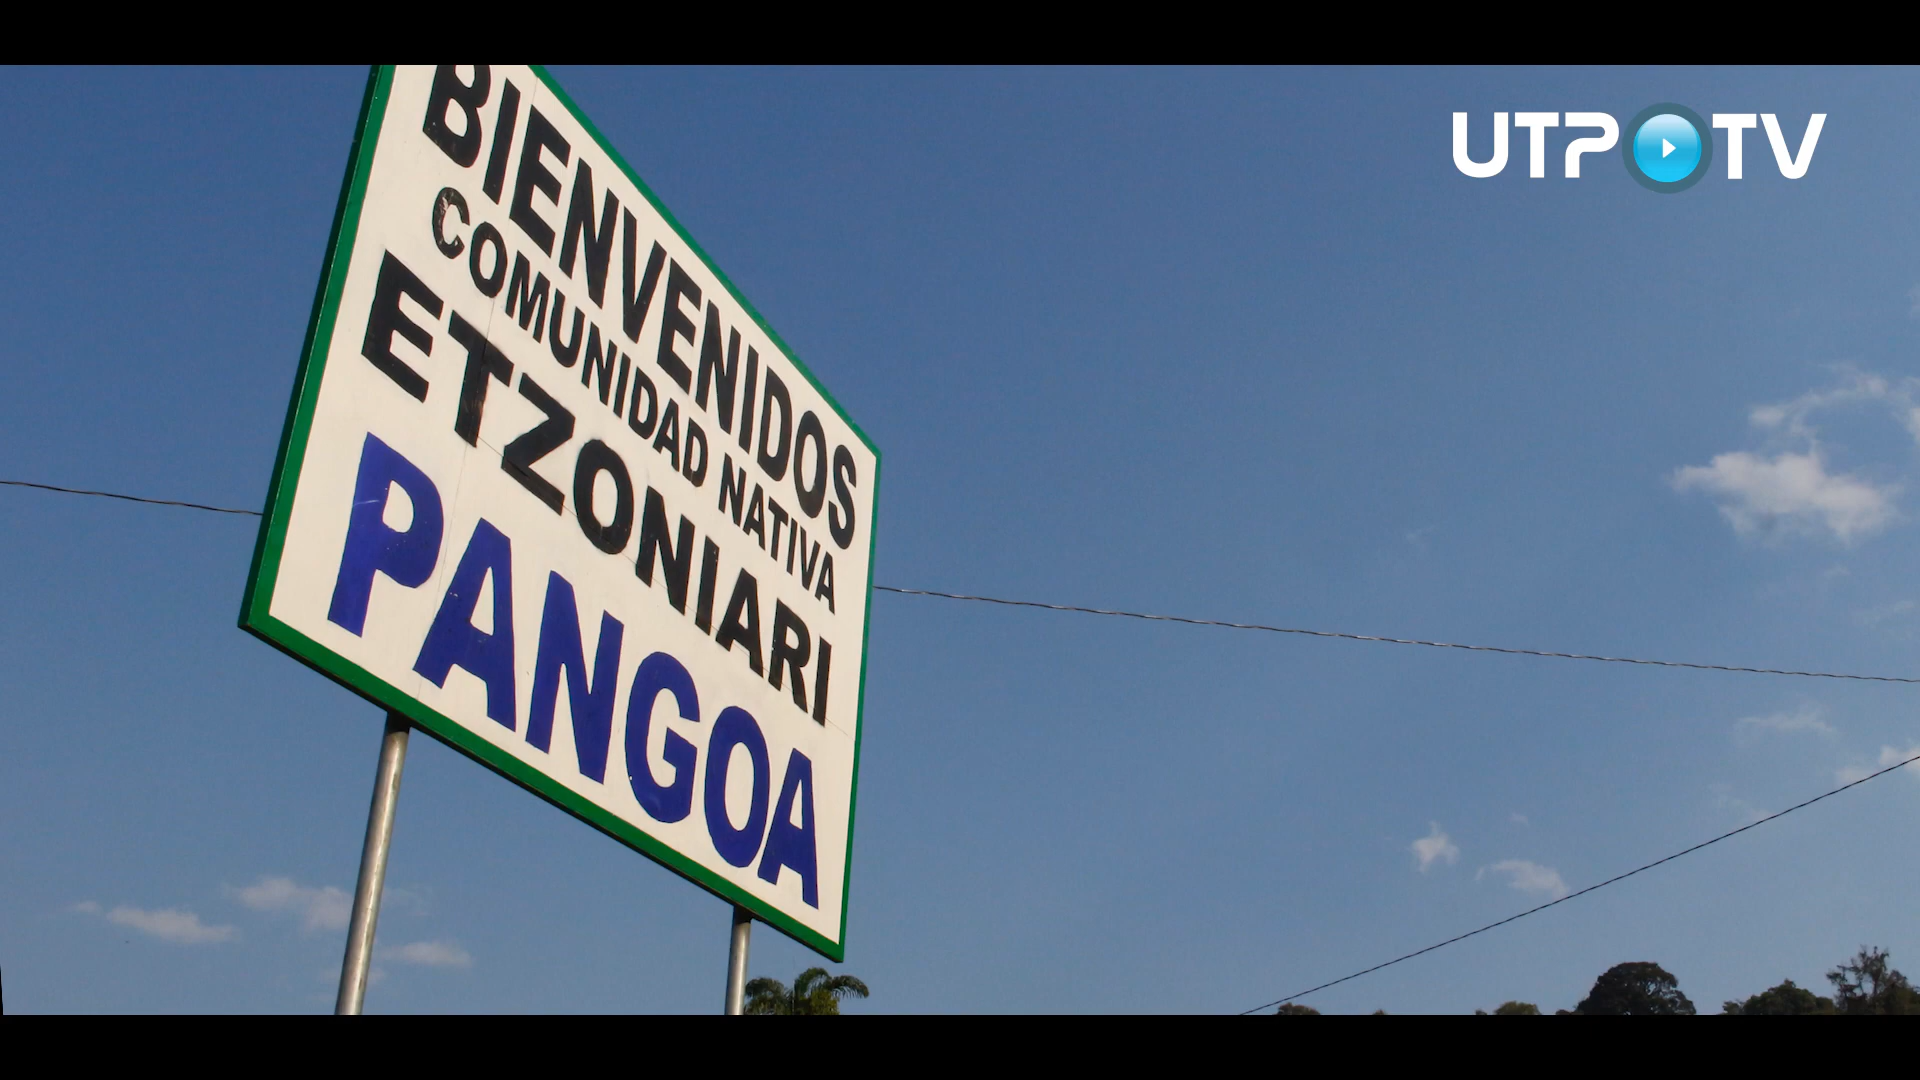 BIENVENIDOS
COMUNIDAD NATIVA
ETZONIARI
PANGOA
UTP TV